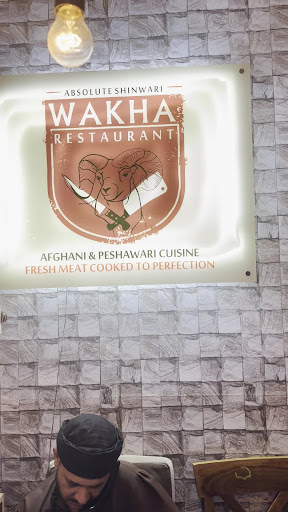 ABSOLUTE SHINWARI
WAKHA
RESTAURANT
AFGHANI & PESHAWARI CUISINE
FRESH MEAT COOKED TO PERFECTION